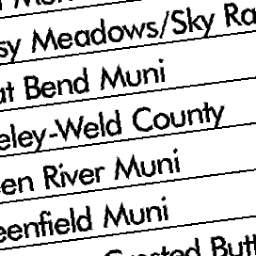 sy Meadows/Sky Ra
at Bend Muni
eley-Weld County
en River Muni
eenfield Muni